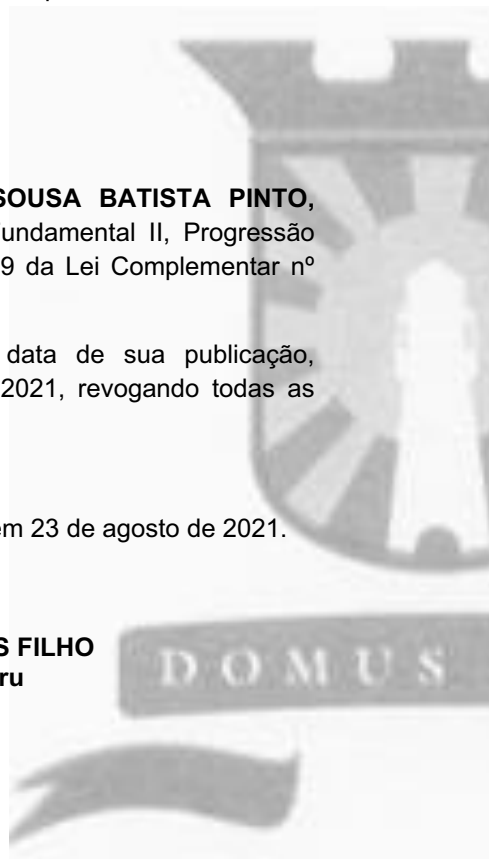 SOUSA BATISTA PINTO,
undamental II, Progressão
9 da Lei Complementar nº
data de sua publicação,
2021, revogando todas as
em 23 de agosto de 2021.
S FILHO
ru
DOMUS